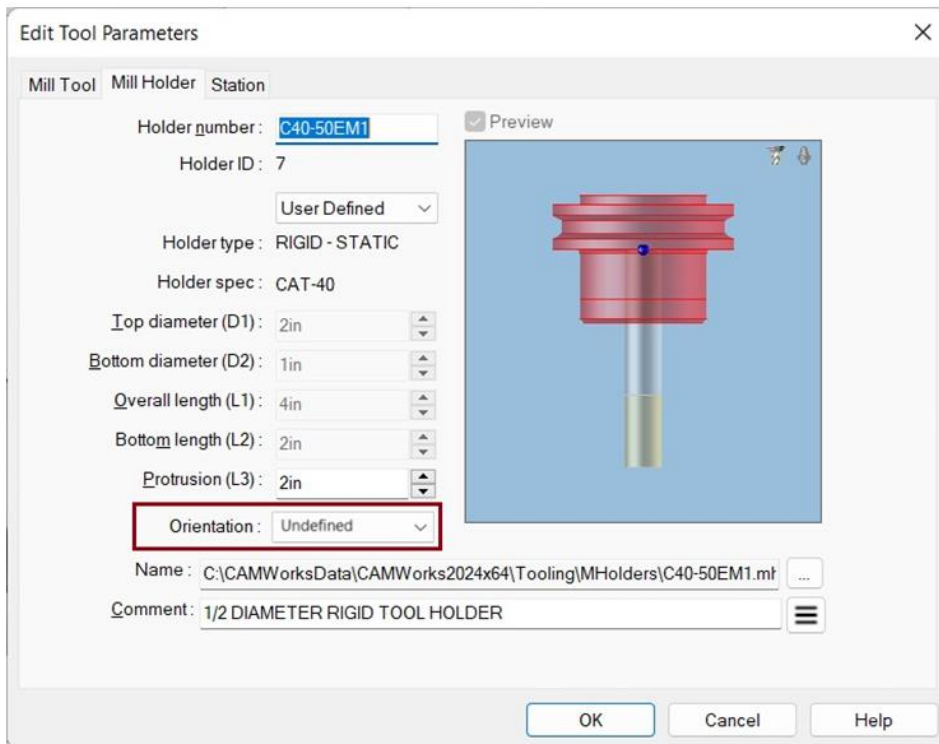 Edit Tool Parameters
Mill Tool Mill Holder Station
Holder number : C40-50EM1
Preview
Holder ID : 7
User Defined
Holder type : RIGID - STATIC
Holder spec : CAT-40
Top diameter (D1) : 2in
Bottom diameter (D2) : 1in
Overall length (L1) : 4in
Bottom length (L2) : 2in
Protrusion (L3) : 2in
Orientation : Undefined
Name : C:\CAMWorksData\CAMWorks2024x64\Tooling\MHolders\C40-50EM1.mh
...
Comment : 1/2 DIAMETER RIGID TOOL HOLDER
OK Cancel Help